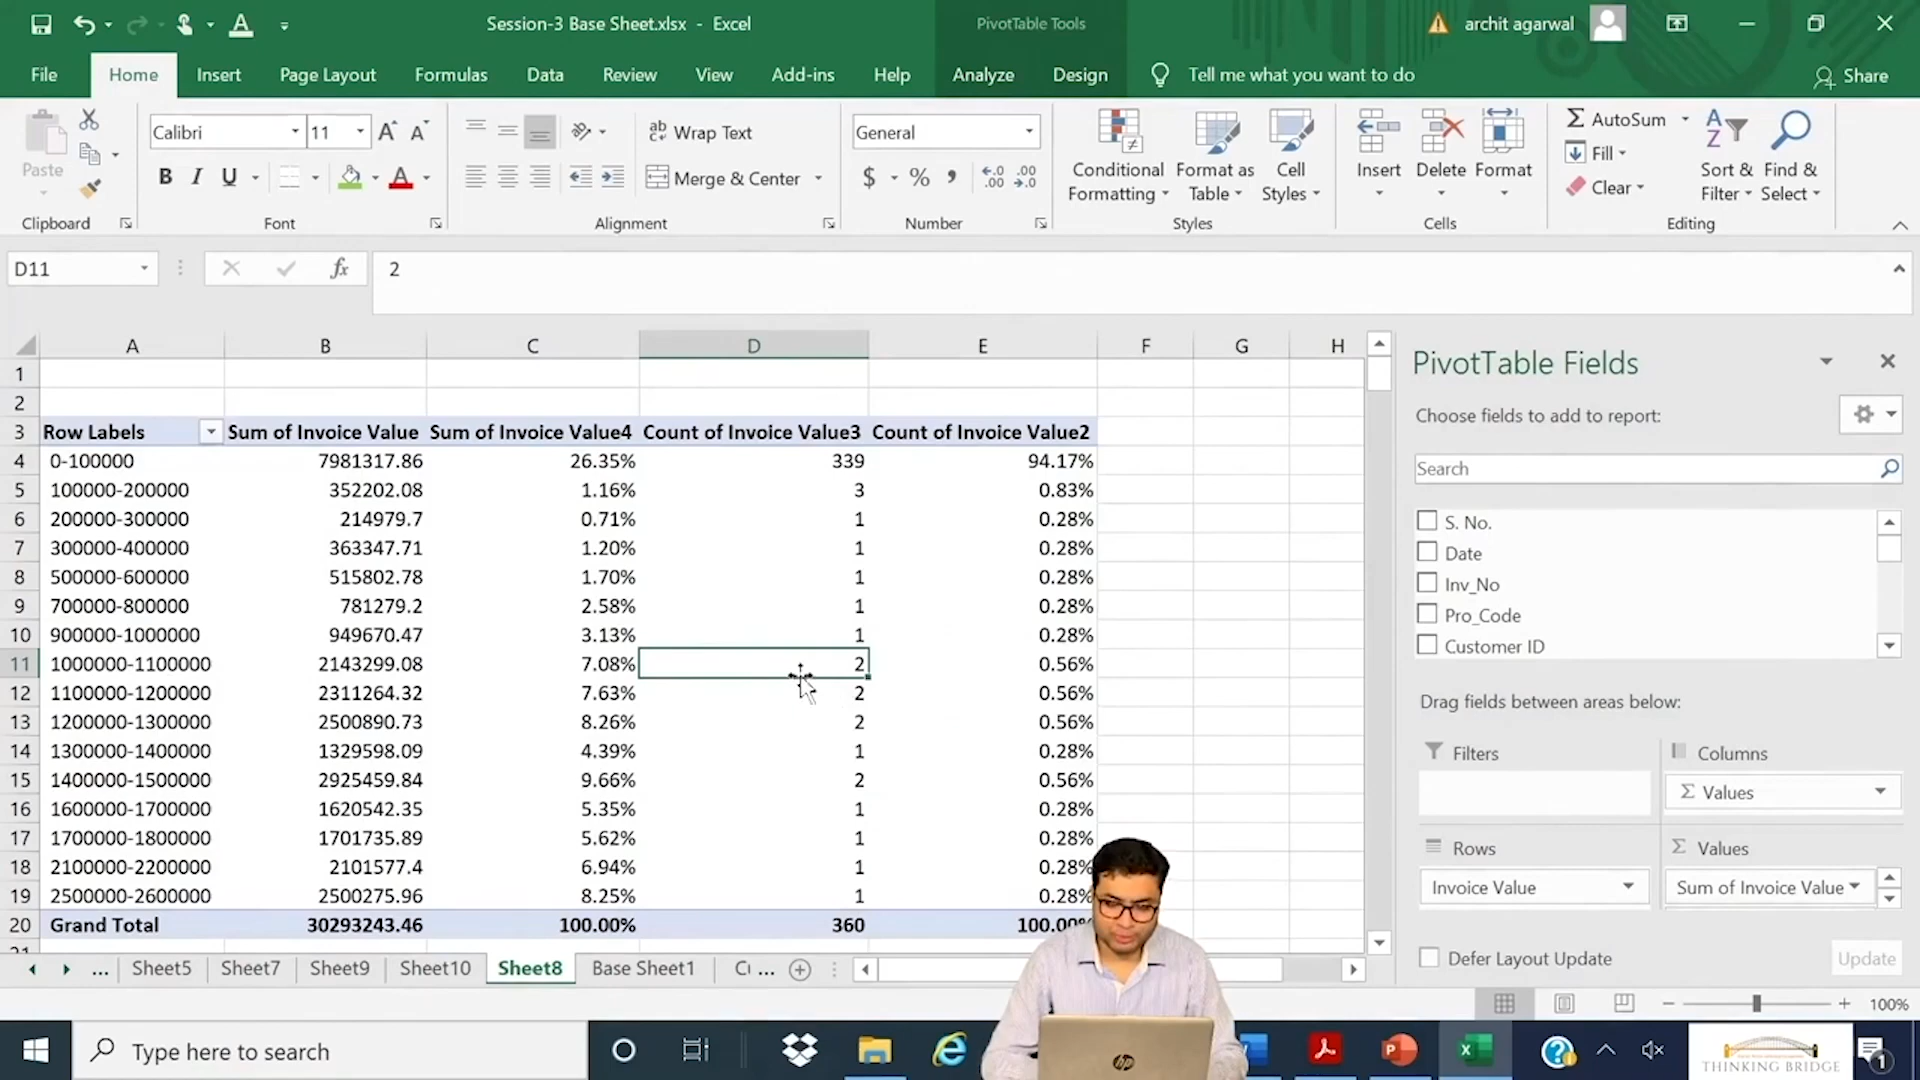 Session-3 Base Sheet.xlsx - Excel
PivotTable Tools
archit agarwal
File Home Insert Page Layout Formulas Data Review View Add-ins Help Analyze Design Tell me what you want to do Share
Paste
Clipboard
Calibri 11
B I U
Font
Wrap Text
Merge & Center
Alignment
General
$ % ,
Number
Conditional Formatting
Format as Table
Cell Styles
Styles
Insert Delete Format
Cells
AutoSum
Fill
Clear
Sort & Filter
Find & Select
Editing
D11 fx 2
A B C D E F G H
1
2
3 Row Labels Sum of Invoice Value Sum of Invoice Value4 Count of Invoice Value3 Count of Invoice Value2
4 0-100000 7981317.86 26.35% 339 94.17%
5 100000-200000 352202.08 1.16% 3 0.83%
6 200000-300000 214979.7 0.71% 1 0.28%
7 300000-400000 363347.71 1.20% 1 0.28%
8 500000-600000 515802.78 1.70% 1 0.28%
9 700000-800000 781279.2 2.58% 1 0.28%
10 900000-1000000 949670.47 3.13% 1 0.28%
11 1000000-1100000 2143299.08 7.08% 2 0.56%
12 1100000-1200000 2311264.32 7.63% 2 0.56%
13 1200000-1300000 2500890.73 8.26% 2 0.56%
14 1300000-1400000 1329598.09 4.39% 1 0.28%
15 1400000-1500000 2925459.84 9.66% 2 0.56%
16 1600000-1700000 1620542.35 5.35% 1 0.28%
17 1700000-1800000 1701735.89 5.62% 1 0.28%
18 2100000-2200000 2101577.4 6.94% 1 0.28%
19 2500000-2600000 2500275.96 8.25% 1 0.28%
20 Grand Total 30293243.46 100.00% 360 100.00%
PivotTable Fields
Choose fields to add to report:
Search
S. No.
Date
Inv_No
Pro_Code
Customer ID
Drag fields between areas below:
Filters
Columns
Σ Values
Rows
Invoice Value
Σ Values
Sum of Invoice Value
Defer Layout Update
Update
... Sheet5 Sheet7 Sheet9 Sheet10 Sheet8 Base Sheet1 ...
100%
Type here to search
hp
THINKING BRIDGE
1